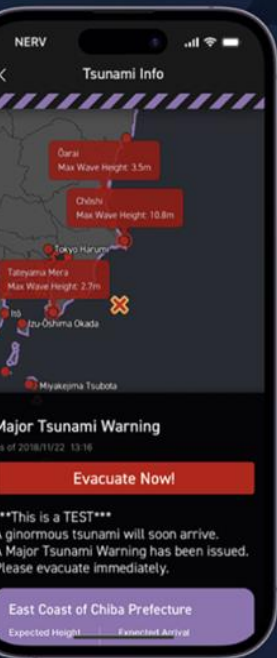 NERV
Tsunami Info
Ōarai
Max Wave Height: 3.5m
Chōshi
Max Wave Height: 10.8m
Tokyo Harumi
Tateyama Mera
Max Wave Height: 2.7m
Itō
Izu-Ōshima Okada
Miyakejima Tsubota
Major Tsunami Warning
as of 2018/11/22 13:16
Evacuate Now!
***This is a TEST***
A ginormous tsunami will soon arrive.
A Major Tsunami Warning has been issued.
Please evacuate immediately.
East Coast of Chiba Prefecture
Expected Height
Expected Arrival